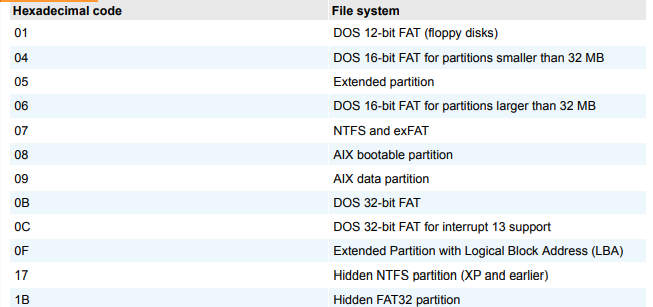 Hexadecimal code File system
01 DOS 12-bit FAT (floppy disks)
04 DOS 16-bit FAT for partitions smaller than 32 MB
05 Extended partition
06 DOS 16-bit FAT for partitions larger than 32 MB
07 NTFS and exFAT
08 AIX bootable partition
09 AIX data partition
0B DOS 32-bit FAT
0C DOS 32-bit FAT for interrupt 13 support
0F Extended Partition with Logical Block Address (LBA)
17 Hidden NTFS partition (XP and earlier)
1B Hidden FAT32 partition